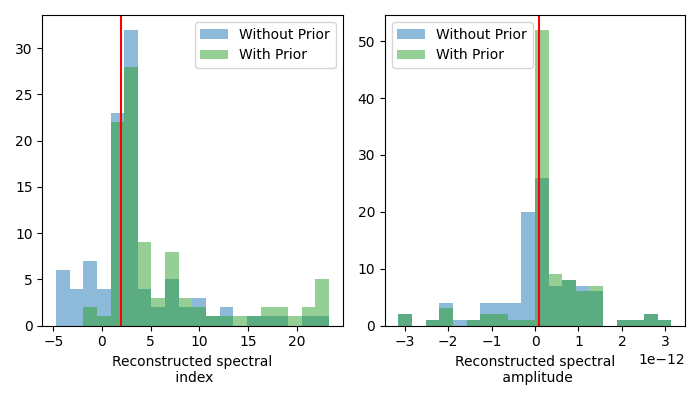 Without Prior
With Prior
30
25
20
15
10
5
0
−5
0
5
10
15
20
Reconstructed spectral
index
Without Prior
With Prior
50
40
30
20
10
0
−3
−2
−1
0
1
2
3
1e−12
Reconstructed spectral
amplitude